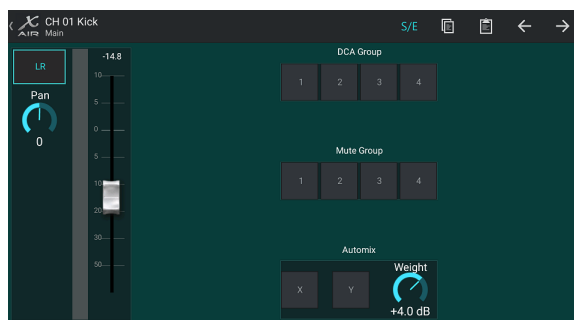 CH 01 Kick
X AIR Main
S/E
LR
Pan
0
-14.8
10
5
0
5
10
20
30
50
DCA Group
1 2 3 4
Mute Group
1 2 3 4
Automix
X Y
Weight
+4.0 dB